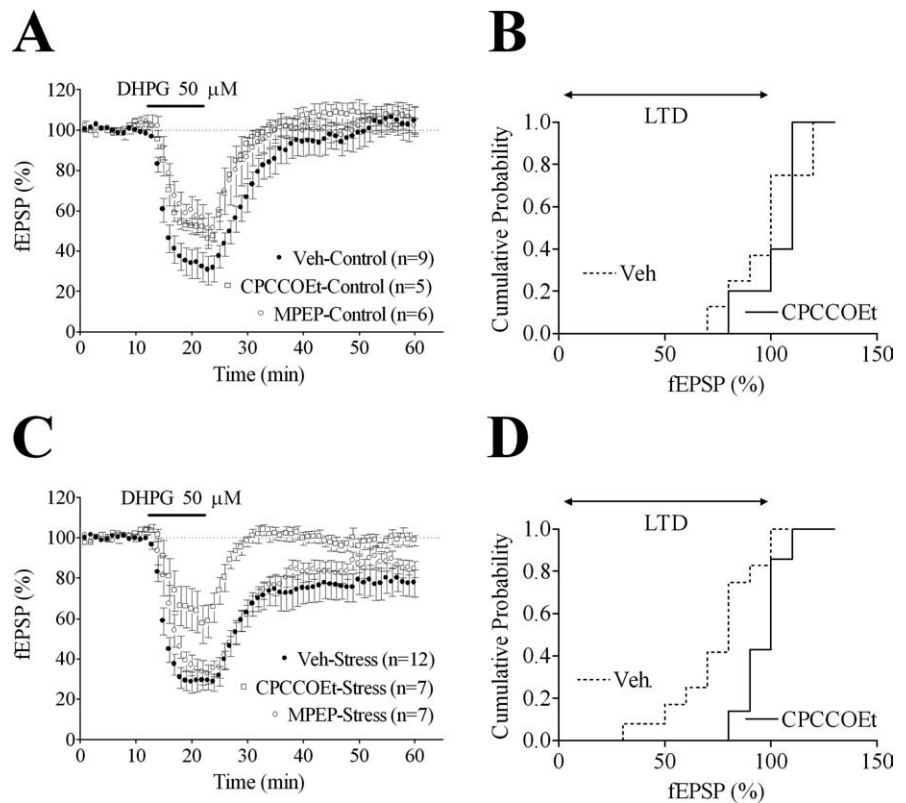 A
DHPG 50 µM
120
100
80
60
40
20
0
fEPSP (%)
Veh-Control (n=9)
CPCCOEt-Control (n=5)
MPEP-Control (n=6)
0 10 20 30 40 50 60
Time (min)
B
LTD
1.0
0.8
0.6
0.4
0.2
0.0
Cumulative Probability
Veh
CPCCOEt
0 50 100 150
fEPSP (%)
C
DHPG 50 µM
120
100
80
60
40
20
0
fEPSP (%)
Veh-Stress (n=12)
CPCCOEt-Stress (n=7)
MPEP-Stress (n=7)
0 10 20 30 40 50 60
Time (min)
D
LTD
1.0
0.8
0.6
0.4
0.2
0.0
Cumulative Probability
Veh.
CPCCOEt
0 50 100 150
fEPSP (%)